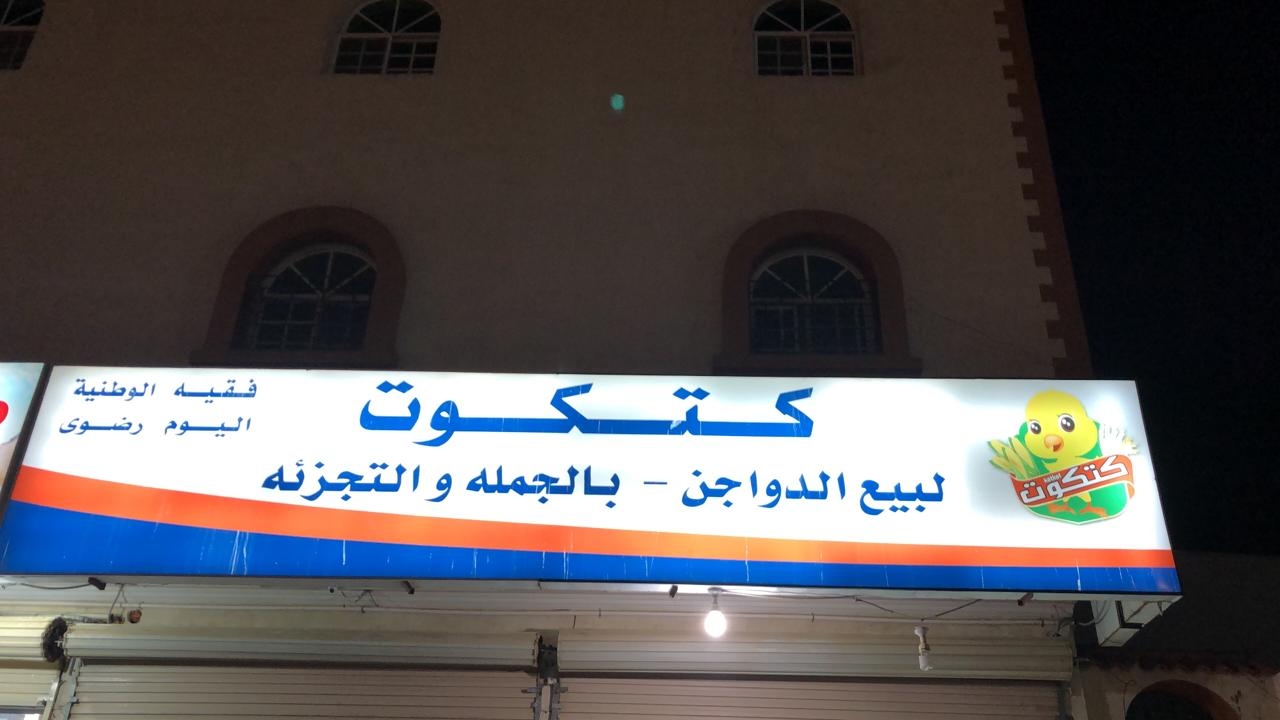 كتكوت
لبيع الدواجن - بالجمله و التجزئه
فقيه الوطنية
اليوم رضوى
كتكوت